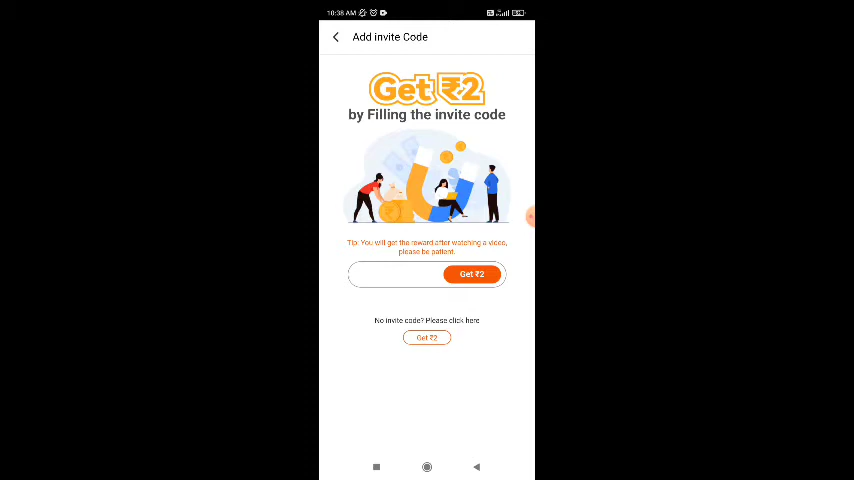 10:38 AM
Add invite Code
Get ₹2
by Filling the invite code
Tip: You will get the reward after watching a video,
please be patient.
Get ₹2
No invite code? Please click here
Get ₹2